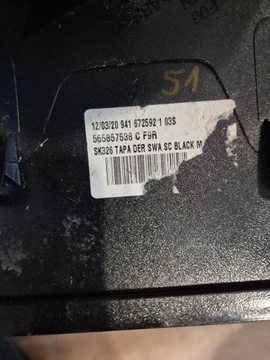 51
12/03/20 941 672592 1 03S
565857538 C F9R
SK326 TAPA DER SWA SC BLACK M